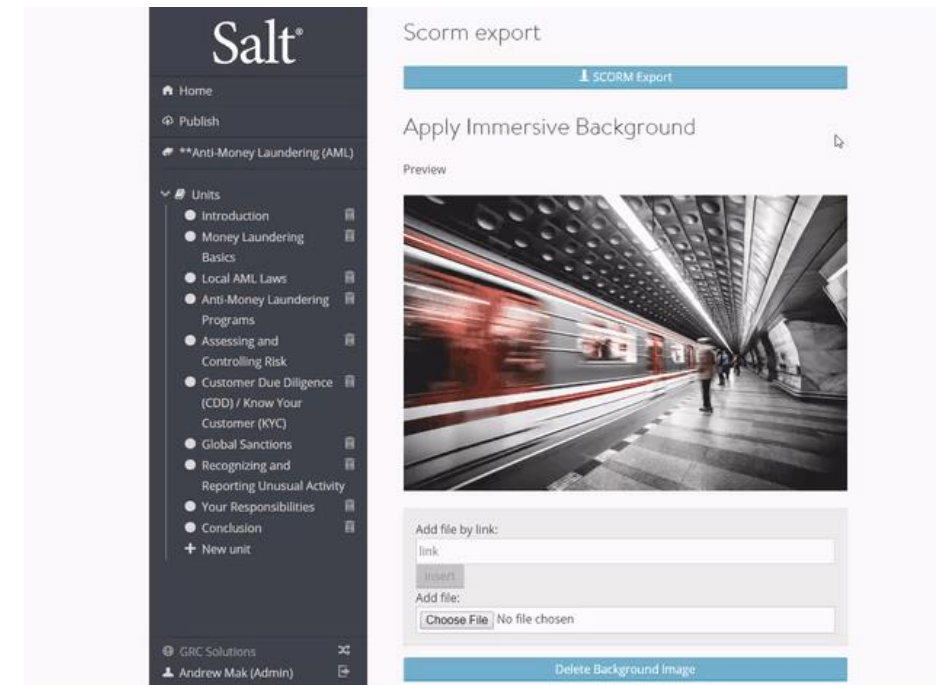 Salt®
Home
Publish
**Anti-Money Laundering (AML)
Units
Introduction
Money Laundering
Basics
Local AML Laws
Anti-Money Laundering
Programs
Assessing and
Controlling Risk
Customer Due Diligence
(CDD) / Know Your
Customer (KYC)
Global Sanctions
Recognizing and
Reporting Unusual Activity
Your Responsibilities
Conclusion
New unit
GRC Solutions
Andrew Mak (Admin)
Scorm export
SCORM Export
Apply Immersive Background
Preview
Add file by link:
link
Insert
Add file:
Choose File No file chosen
Delete Background Image